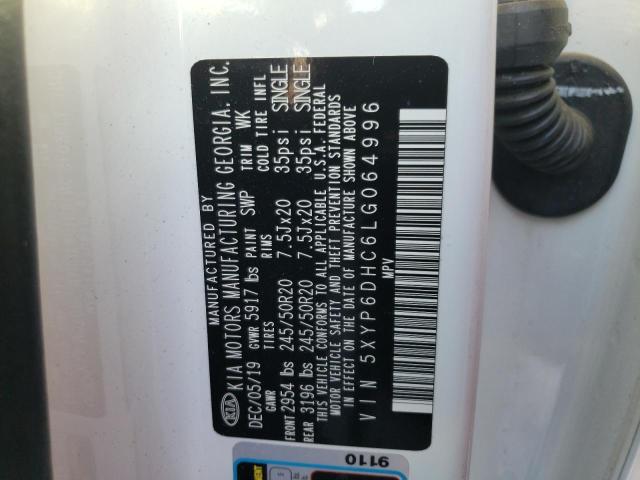 MANUFACTURED BY
KIA KIA MOTORS MANUFACTURING GEORGIA, INC.
DEC/05/19 GVWR 5917 lbs PAINT SWP TRIM WK
GAWR TIRES RIMS COLD TIRE INFL
FRONT 2954 lbs 245/50R20 7.5Jx20 35psi SINGLE
REAR 3196 lbs 245/50R20 7.5Jx20 35psi SINGLE
THIS VEHICLE CONFORMS TO ALL APPLICABLE U.S.A. FEDERAL
MOTOR VEHICLE SAFETY AND THEFT PREVENTION STANDARDS
IN EFFECT ON THE DATE OF MANUFACTURE SHOWN ABOVE
VIN 5XYP6DHC6LG064996
MPV
9110